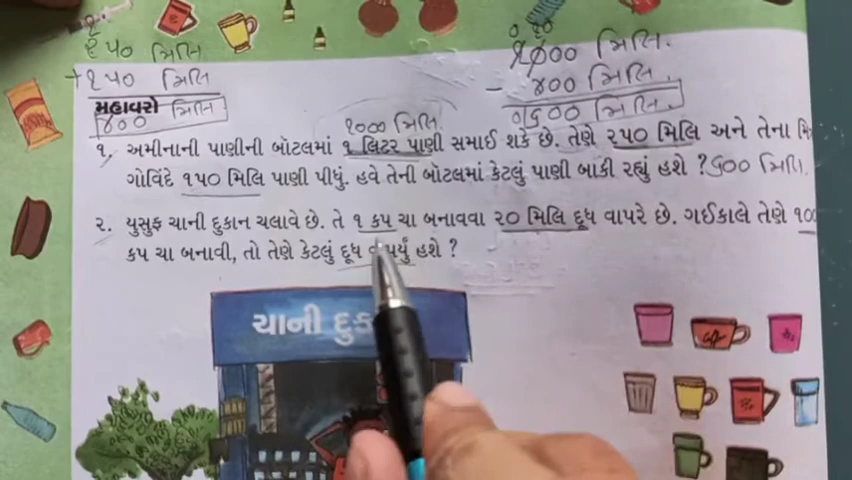 ૨૫૦ મિલિ
+૧૫૦ મિલિ
૪૦૦ મિલિ
૧૦૦૦ મિલિ.
- ૪૦૦ મિલિ.
૦૬૦૦ મિલિ.
મહાવરો
૧૦૦૦ મિલિ.
૧. અમીનાની પાણીની બૉટલમાં ૧ લિટર પાણી સમાઈ શકે છે. તેણે ૨૫૦ મિલિ અને તેના
ગોવિંદે ૧૫૦ મિલિ પાણી પીધું. હવે તેની બૉટલમાં કેટલું પાણી બાકી રહ્યું હશે ? ૬૦૦ મિલિ.
૨. યુસુફ ચાની દુકાન ચલાવે છે. તે ૧ કપ ચા બનાવવા ૨૦ મિલિ દૂધ વાપરે છે. ગઈકાલે તેણે ૧૦૦
કપ ચા બનાવી, તો તેણે કેટલું દૂધ હશે ?
ચાની